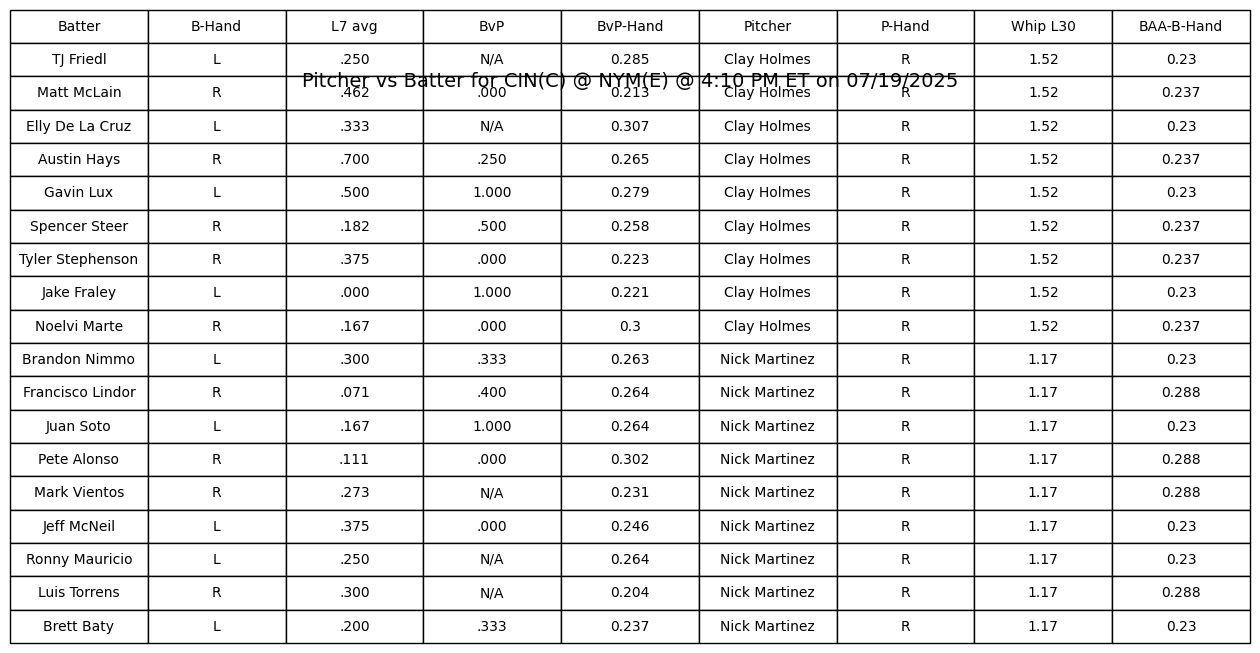 Batter B-Hand L7 avg BvP BvP-Hand Pitcher P-Hand Whip L30 BAA-B-Hand
TJ Friedl L .250 N/A 0.285 Clay Holmes R 1.52 0.23
Pitcher vs Batter for CIN(C) @ NYM(E) @ 4:10 PM ET on 07/19/2025
Matt McLain R .462 .000 0.213 Clay Holmes R 1.52 0.237
Elly De La Cruz L .333 N/A 0.307 Clay Holmes R 1.52 0.23
Austin Hays R .700 .250 0.265 Clay Holmes R 1.52 0.237
Gavin Lux L .500 1.000 0.279 Clay Holmes R 1.52 0.23
Spencer Steer R .182 .500 0.258 Clay Holmes R 1.52 0.237
Tyler Stephenson R .375 .000 0.223 Clay Holmes R 1.52 0.237
Jake Fraley L .000 1.000 0.221 Clay Holmes R 1.52 0.23
Noelvi Marte R .167 .000 0.3 Clay Holmes R 1.52 0.237
Brandon Nimmo L .300 .333 0.263 Nick Martinez R 1.17 0.23
Francisco Lindor R .071 .400 0.264 Nick Martinez R 1.17 0.288
Juan Soto L .167 1.000 0.264 Nick Martinez R 1.17 0.23
Pete Alonso R .111 .000 0.302 Nick Martinez R 1.17 0.288
Mark Vientos R .273 N/A 0.231 Nick Martinez R 1.17 0.288
Jeff McNeil L .375 .000 0.246 Nick Martinez R 1.17 0.23
Ronny Mauricio L .250 N/A 0.264 Nick Martinez R 1.17 0.23
Luis Torrens R .300 N/A 0.204 Nick Martinez R 1.17 0.288
Brett Baty L .200 .333 0.237 Nick Martinez R 1.17 0.23